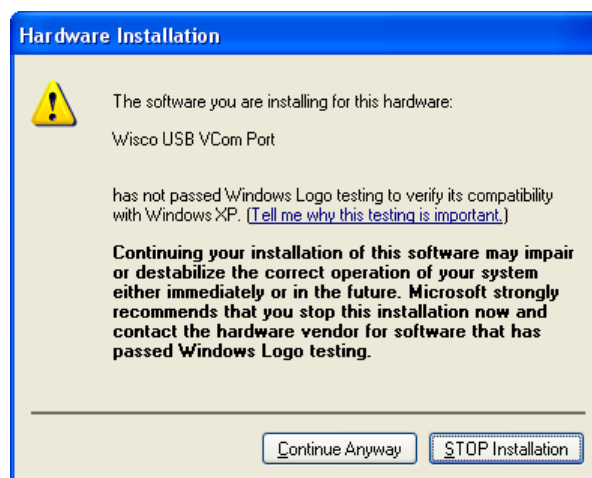 Hardware Installation
The software you are installing for this hardware:
Wisco USB VCom Port
has not passed Windows Logo testing to verify its compatibility
with Windows XP. (Tell me why this testing is important.)
Continuing your installation of this software may impair
or destabilize the correct operation of your system
either immediately or in the future. Microsoft strongly
recommends that you stop this installation now and
contact the hardware vendor for software that has
passed Windows Logo testing.
Continue Anyway
STOP Installation